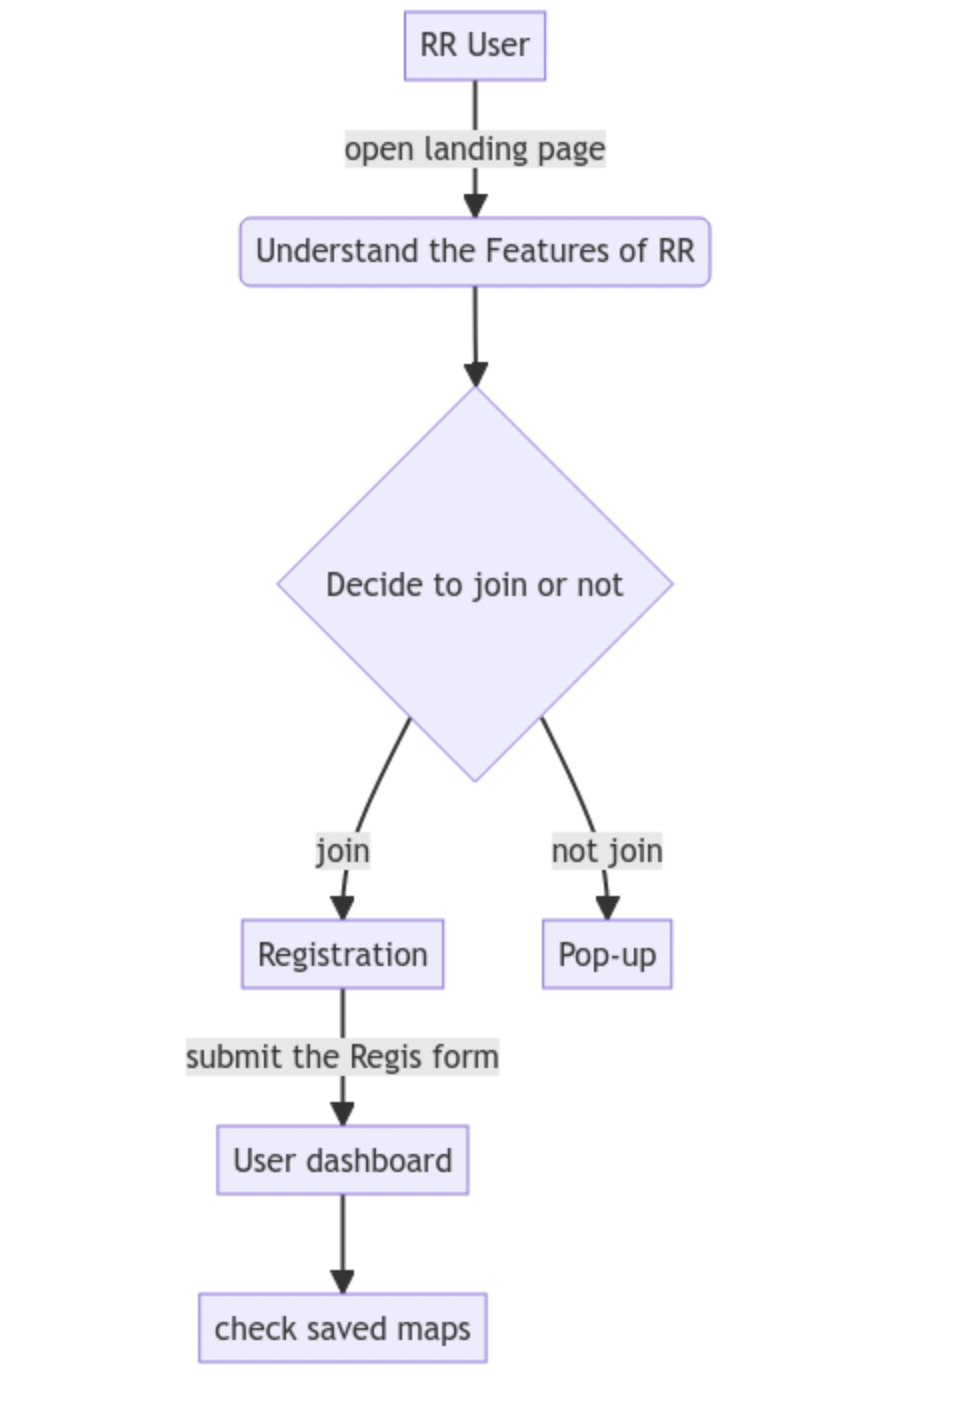 RR User
open landing page
Understand the Features of RR
Decide to join or not
join
not join
Registration
Pop-up
submit the Regis form
User dashboard
check saved maps